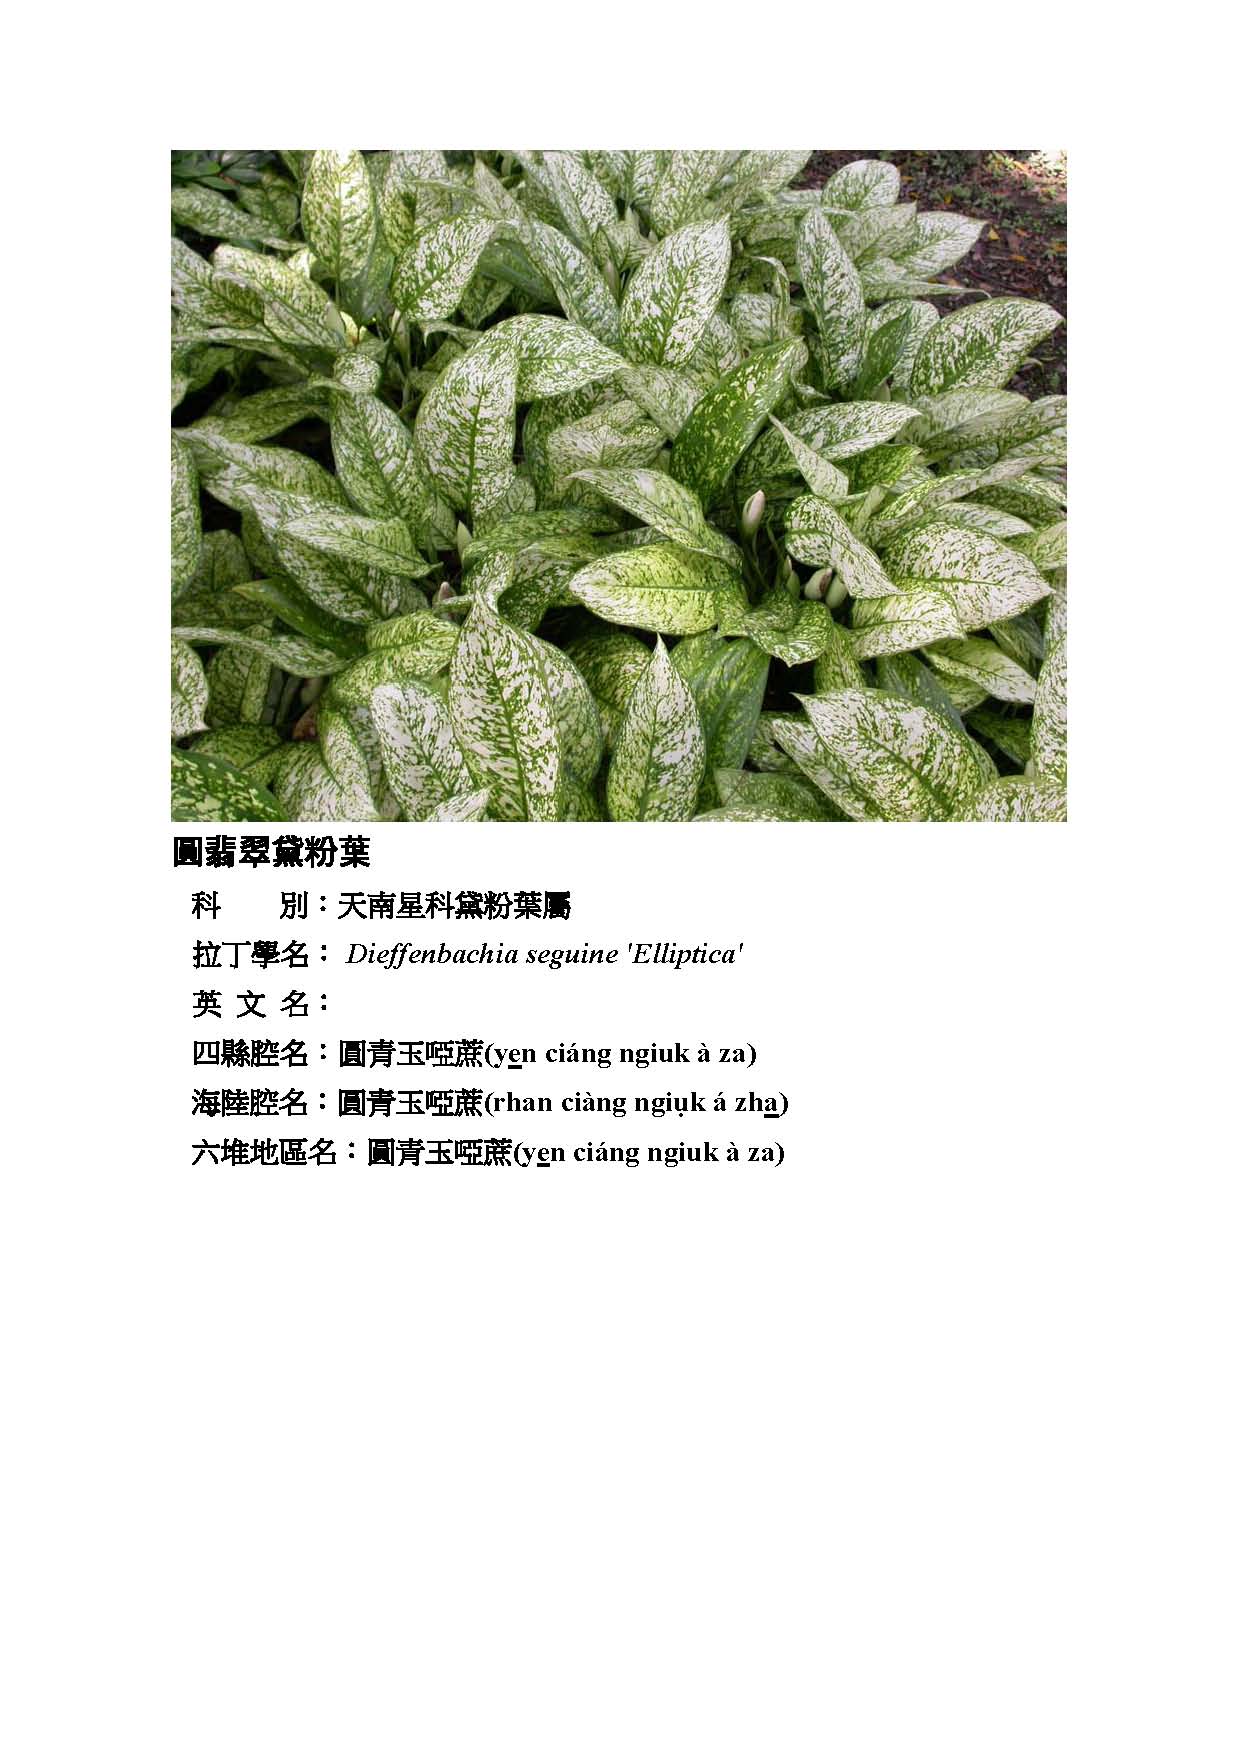 圓翡翠黛粉葉
科　　別：天南星科黛粉葉屬
拉丁學名： Dieffenbachia seguine 'Elliptica'
英 文 名：
四縣腔名：圓青玉啞蔗(yen ciáng ngiuk à za)
海陸腔名：圓青玉啞蔗(rhan ciàng ngiụk á zha)
六堆地區名：圓青玉啞蔗(yen ciáng ngiuk à za)